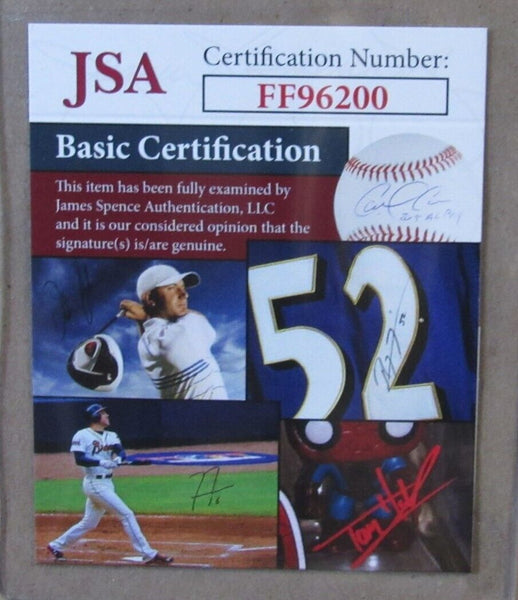 JSA
Certification Number:
FF96200
Basic Certification
This item has been fully examined by
James Spence Authentication, LLC
and it is our considered opinion that the
signature(s) is/are genuine.
52